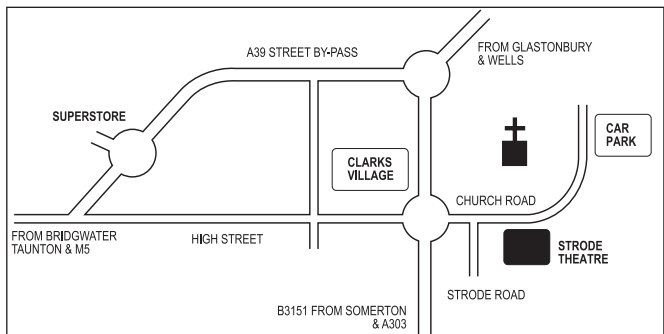 A39 STREET BY-PASS
FROM GLASTONBURY
& WELLS
SUPERSTORE
CAR
PARK
CLARKS
VILLAGE
CHURCH ROAD
FROM BRIDGWATER
TAUNTON & M5
HIGH STREET
STRODE
THEATRE
STRODE ROAD
B3151 FROM SOMERTON
& A303